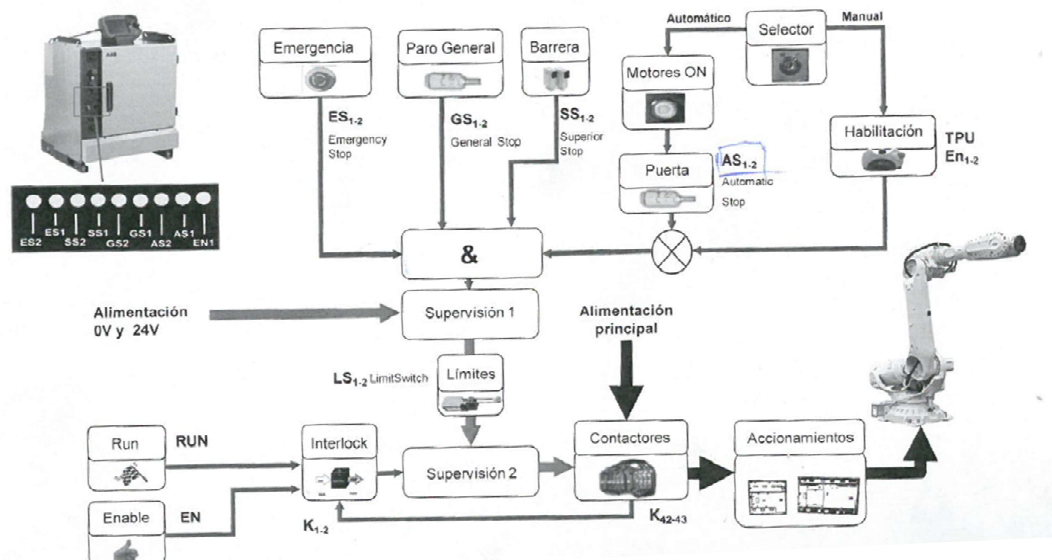 Automático
Manual
Selector
Emergencia
Paro General
Barrera
Motores ON
ES1-2
Emergency
Stop
GS1-2
General Stop
SS1-2
Superior
Stop
Habilitación
TPU
En1-2
Puerta
AS1-2
Automatic
Stop
ABB
ES2
ES1
SS2
SS1
GS2
GS1
AS2
AS1
EN1
&
Alimentación
0V y 24V
Supervisión 1
Alimentación
principal
LS1-2 LimitSwitch
Límites
Run
RUN
Interlock
Supervisión 2
Contactores
Accionamientos
Enable
EN
K1-2
K42-43